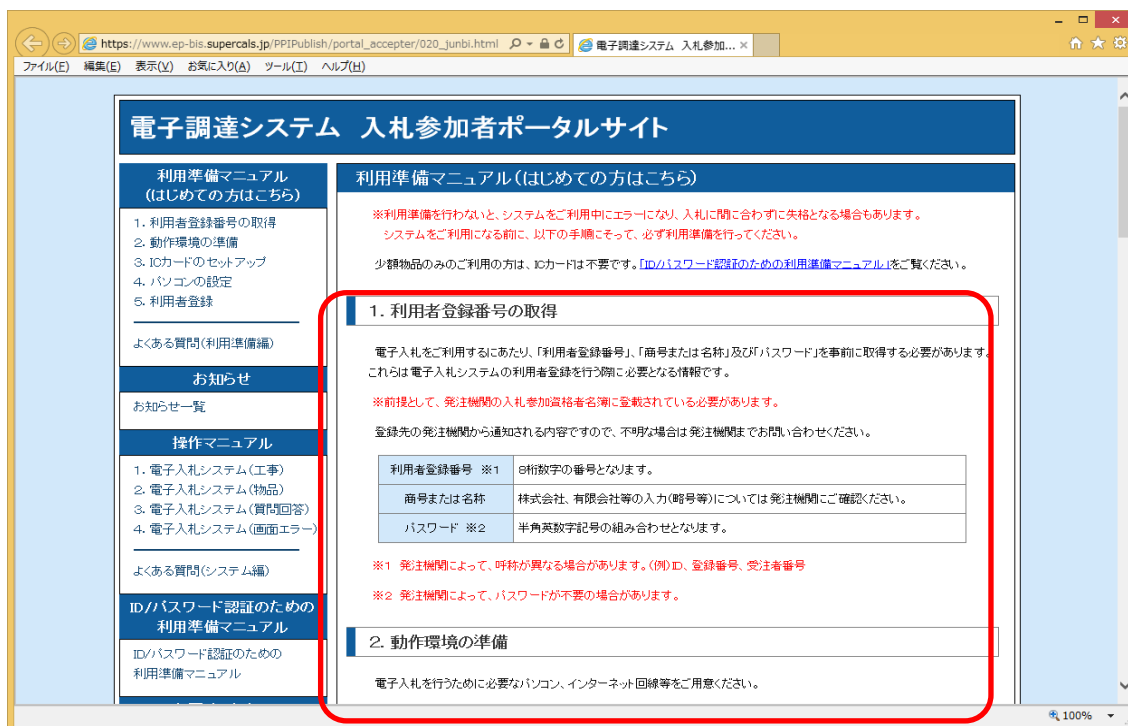 https://www.ep-bis.supercals.jp/PPIPublish/portal_accepter/020_junbi.html
電子調達システム 入札参加...
ファイル(F) 編集(E) 表示(V) お気に入り(A) ツール(T) ヘルプ(H)
電子調達システム 入札参加者ポータルサイト
利用準備マニュアル
(はじめての方はこちら)
1. 利用者登録番号の取得
2. 動作環境の準備
3. ICカードのセットアップ
4. パソコンの設定
5. 利用者登録
よくある質問(利用準備編)
お知らせ
お知らせ一覧
操作マニュアル
1. 電子入札システム(工事)
2. 電子入札システム(物品)
3. 電子入札システム(質問回答)
4. 電子入札システム(画面エラー)
よくある質問(システム編)
ID/パスワード認証のための
利用準備マニュアル
ID/パスワード認証のための
利用準備マニュアル
利用準備マニュアル(はじめての方はこちら)
※利用準備を行わないと、システムをご利用中にエラーになり、入札に間に合わずに失格となる場合もあります。
システムをご利用になる前に、以下の手順にそって、必ず利用準備を行ってください。
少額物品のみのご利用の方は、ICカードは不要です。「ID/パスワード認証のための利用準備マニュアル」をご覧ください。
1. 利用者登録番号の取得
電子入札をご利用するにあたり、「利用者登録番号」、「商号または名称」及び「パスワード」を事前に取得する必要があります。
これらは電子入札システムの利用者登録を行う際に必要となる情報です。
※前提として、発注機関の入札参加資格者名簿に登載されている必要があります。
登録先の発注機関から通知される内容ですので、不明な場合は発注機関までお問い合わせください。
利用者登録番号 ※1 8桁数字の番号となります。
商号または名称 株式会社、有限会社等の入力(略号等)については発注機関にご確認ください。
パスワード ※2 半角英数字記号の組み合わせとなります。
※1 発注機関によって、呼称が異なる場合があります。(例)ID、登録番号、受注者番号
※2 発注機関によって、パスワードが不要の場合があります。
2. 動作環境の準備
電子入札を行うために必要なパソコン、インターネット回線等をご用意ください。
100%